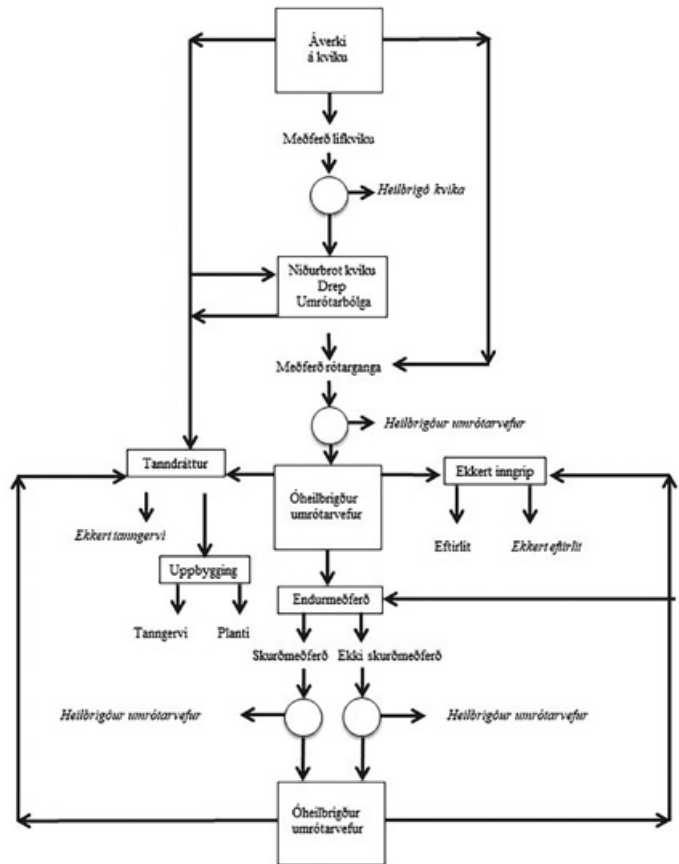 Áverki
á kviku
Meðferð lifkviku
Heilbrigð kvika
Niðurbrot kviku
Drep
Umrótarbólga
Meðferð rótarganga
Heilbrigður umrótarvefur
Tanndráttur
Óheilbrigður
umrótarvefur
Ekkert inngrip
Ekkert tanngervi
Eftirlit
Ekkert eftirlit
Uppbygging
Endurmeðferð
Tanngervi
Planti
Skurðmeðferð
Ekki skurðmeðferð
Heilbrigður umrótarvefur
Heilbrigður umrótarvefur
Óheilbrigður
umrótarvefur